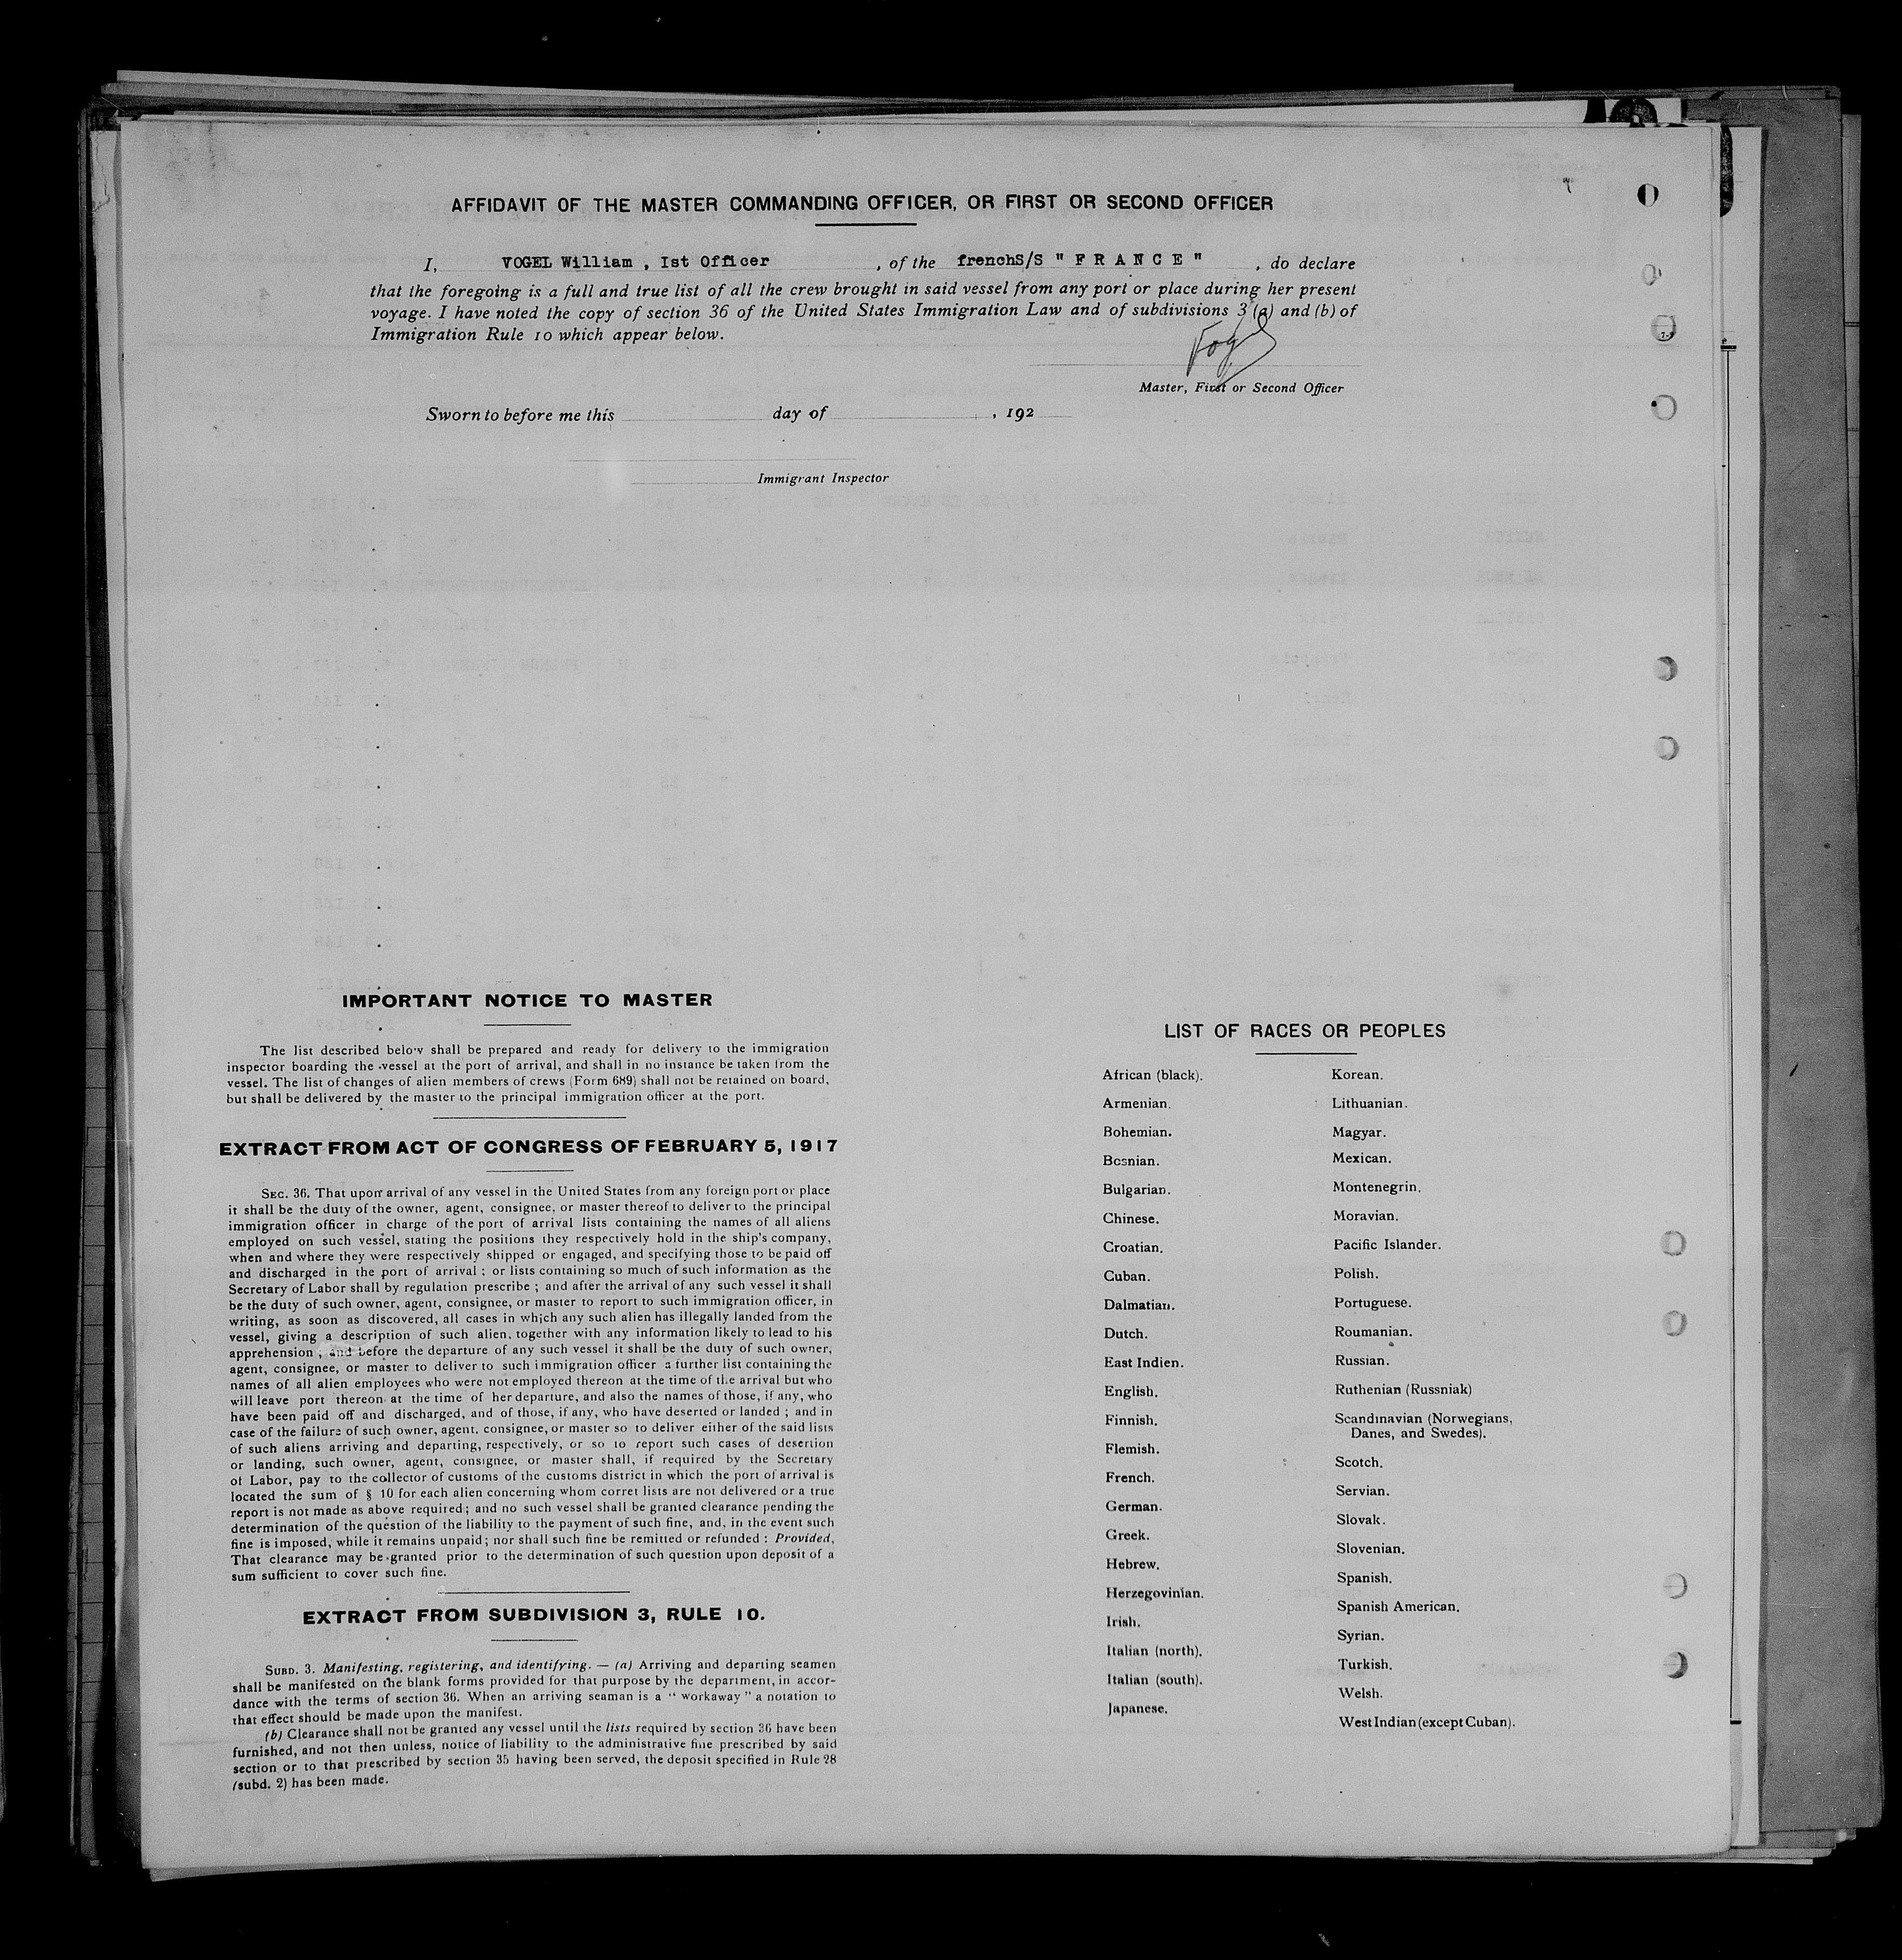 AFFIDAVIT OF THE MASTER COMMANDING OFFICER, OR FIRST OR SECOND OFFICER
I, VOGEL William , Ist Officer , of the frenchS/S " F R A N C E " , do declare
that the foregoing is a full and true list of all the crew brought in said vessel from any port or place during her present
voyage. I have noted the copy of section 36 of the United States Immigration Law and of subdivisions 3 (a) and (b) of
Immigration Rule 10 which appear below.
Vogel
Master, First or Second Officer
Sworn to before me this day of , 192
Immigrant Inspector
IMPORTANT NOTICE TO MASTER
The list described below shall be prepared and ready for delivery to the immigration
inspector boarding the vessel at the port of arrival, and shall in no instance be taken from the
vessel. The list of changes of alien members of crews (Form 689) shall not be retained on board,
but shall be delivered by the master to the principal immigration officer at the port.
EXTRACT FROM ACT OF CONGRESS OF FEBRUARY 5, 1917
SEC. 36. That upon arrival of any vessel in the United States from any foreign port or place
it shall be the duty of the owner, agent, consignee, or master thereof to deliver to the principal
immigration officer in charge of the port of arrival lists containing the names of all aliens
employed on such vessel, stating the positions they respectively hold in the ship's company,
when and where they were respectively shipped or engaged, and specifying those to be paid off
and discharged in the port of arrival ; or lists containing so much of such information as the
Secretary of Labor shall by regulation prescribe ; and after the arrival of any such vessel it shall
be the duty of such owner, agent, consignee, or master to report to such immigration officer, in
writing, as soon as discovered, all cases in which any such alien has illegally landed from the
vessel, giving a description of such alien, together with any information likely to lead to his
apprehension ; and before the departure of any such vessel it shall be the duty of such owner,
agent, consignee, or master to deliver to such immigration officer a further list containing the
names of all alien employees who were not employed thereon at the time of the arrival but who
will leave port thereon at the time of her departure, and also the names of those, if any, who
have been paid off and discharged, and of those, if any, who have deserted or landed ; and in
case of the failure of such owner, agent, consignee, or master so to deliver either of the said lists
of such aliens arriving and departing, respectively, or so to report such cases of desertion
or landing, such owner, agent, consignee, or master shall, if required by the Secretary
of Labor, pay to the collector of customs of the customs district in which the port of arrival is
located the sum of § 10 for each alien concerning whom corret lists are not delivered or a true
report is not made as above required ; and no such vessel shall be granted clearance pending the
determination of the question of the liability to the payment of such fine, and, in the event such
fine is imposed, while it remains unpaid ; nor shall such fine be remitted or refunded : Provided,
That clearance may be granted prior to the determination of such question upon deposit of a
sum sufficient to cover such fine.
EXTRACT FROM SUBDIVISION 3, RULE 10.
SUBD. 3. Manifesting, registering, and identifying. — (a) Arriving and departing seamen
shall be manifested on the blank forms provided for that purpose by the department, in accor-
dance with the terms of section 36. When an arriving seaman is a " workaway " a notation to
that effect should be made upon the manifest.
(b) Clearance shall not be granted any vessel until the lists required by section 36 have been
furnished, and not then unless, notice of liability to the administrative fine prescribed by said
section or to that prescribed by section 35 having been served, the deposit specified in Rule 28
(subd. 2) has been made.
LIST OF RACES OR PEOPLES
African (black).
Armenian.
Bohemian.
Bosnian.
Bulgarian.
Chinese.
Croatian.
Cuban.
Dalmatian.
Dutch.
East Indien.
English.
Finnish.
Flemish.
French.
German.
Greek.
Hebrew.
Herzegovinian.
Irish.
Italian (north).
Italian (south).
Japanese.
Korean.
Lithuanian.
Magyar.
Mexican.
Montenegrin.
Moravian.
Pacific Islander.
Polish.
Portuguese.
Roumanian.
Russian.
Ruthenian (Russniak)
Scandinavian (Norwegians,
Danes, and Swedes).
Scotch.
Servian.
Slovak.
Slovenian.
Spanish.
Spanish American.
Syrian.
Turkish.
Welsh.
West Indian (except Cuban).